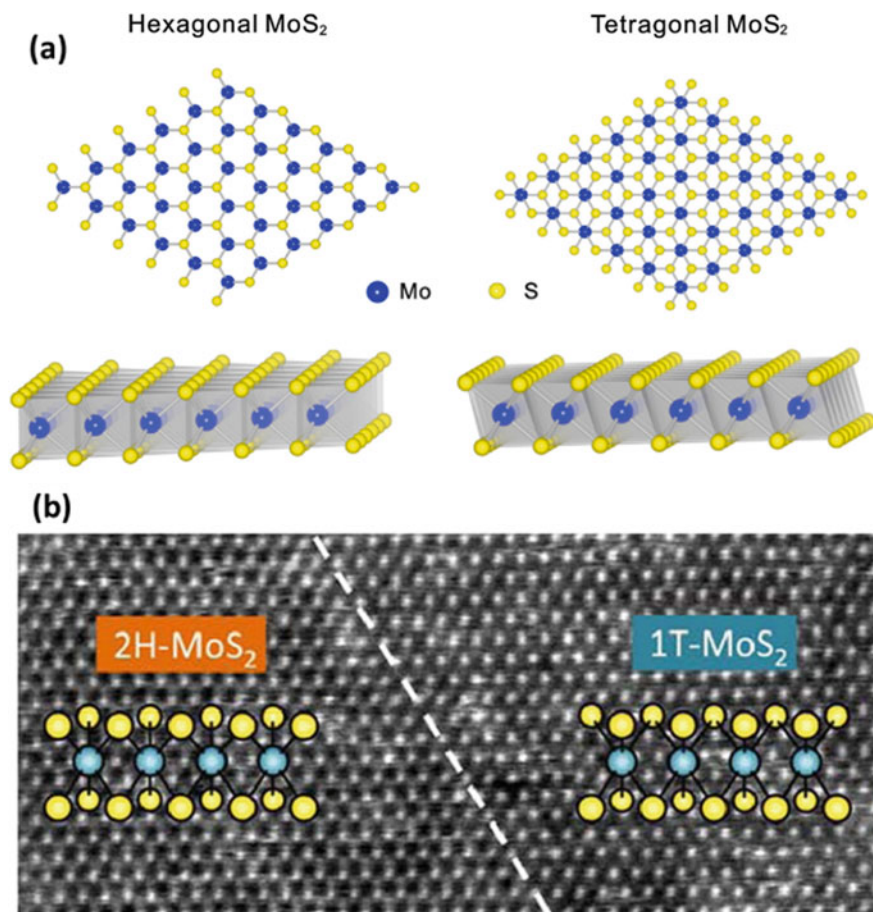 Hexagonal MoS₂
Tetragonal MoS₂
(a)
Mo
S
(b)
2H-MoS₂
1T-MoS₂